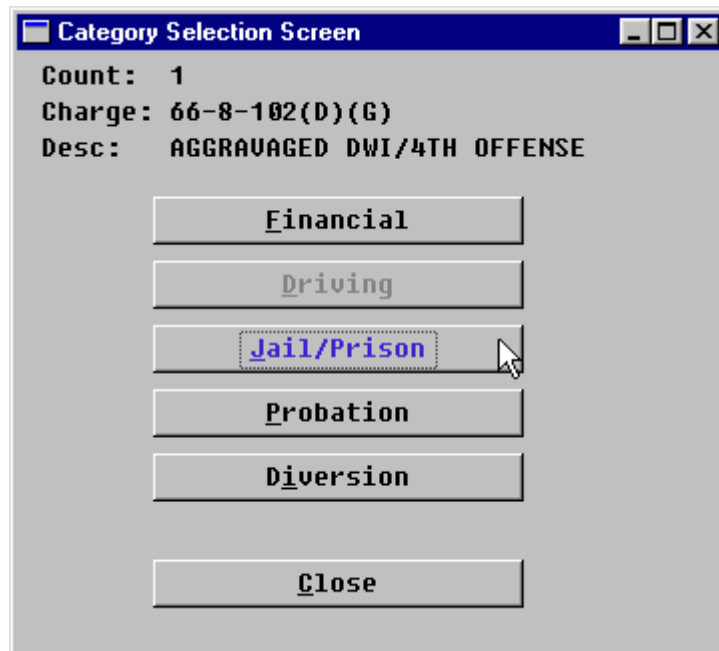 Category Selection Screen
Count: 1
Charge: 66-8-102(D)(G)
Desc: AGGRAVAGED DWI/4TH OFFENSE
Financial
Driving
Jail/Prison
Probation
Diversion
Close